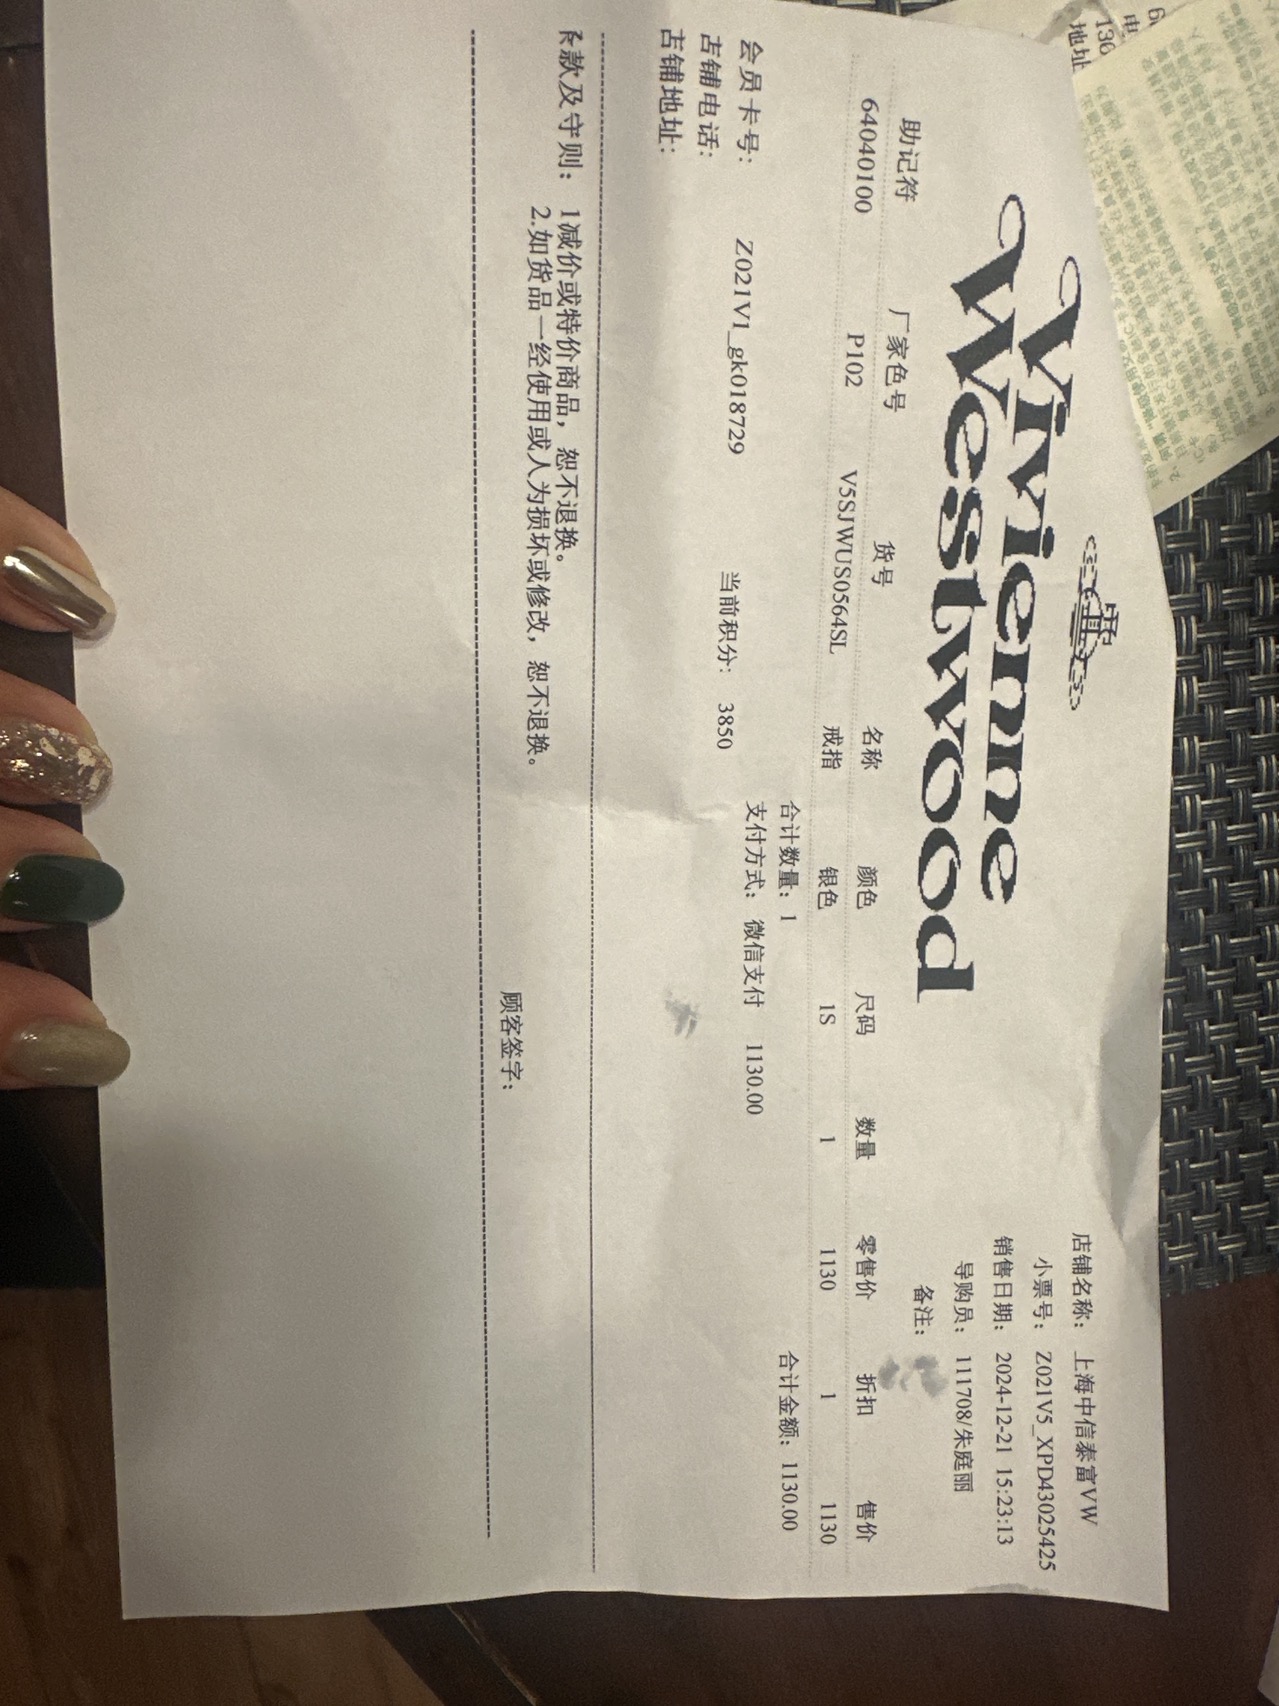 Vivienne
Westwood
店铺名称： 上海中信泰富VW
小票号： Z021V5_XPD43025425
销售日期： 2024-12-21 15:23:13
导购员： 111708/朱庭丽
备注：
助记符 厂家色号 货号 名称 颜色 尺码 数量 零售价 折扣 售价
64040100 P102 V5SJWUS0564SL 戒指 银色 1S 1 1130 1 1130
合计数量：1 合计金额：1130.00
支付方式： 微信支付 1130.00
会员卡号： Z021V1_gk018729 当前积分： 3850
店铺电话：
店铺地址：
条款及守则： 1减价或特价商品，恕不退换。
2.如货品一经使用或人为损坏或修改，恕不退换。
顾客签字：
地址